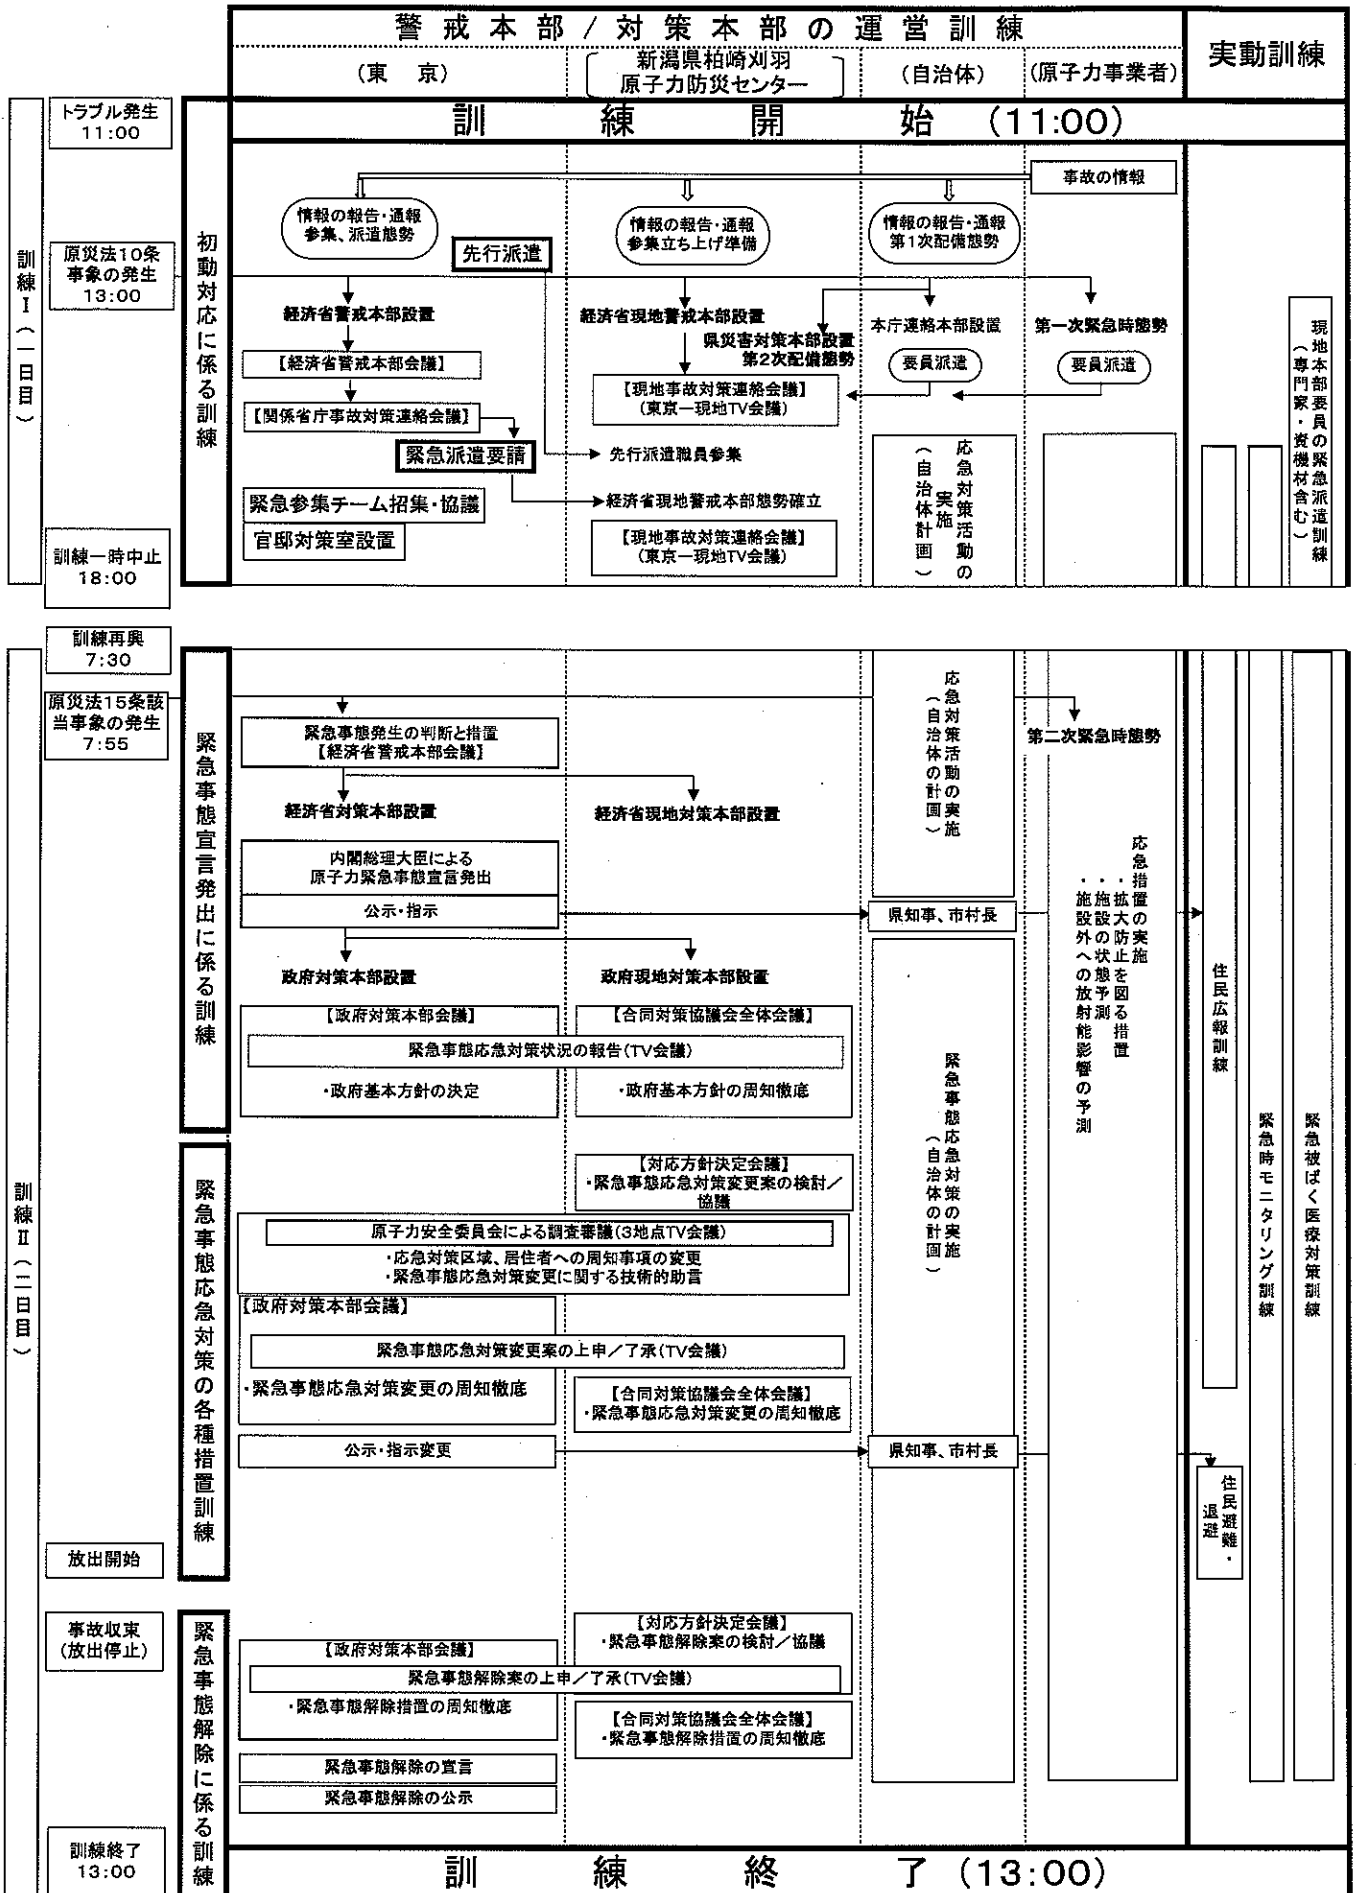 警戒本部/対策本部の運営訓練
実動訓練
(東 京)
新潟県柏崎刈羽
原子力防災センター
(自治体)
(原子力事業者)
訓練Ⅰ(一日目)
トラブル発生
11:00
訓 練 開 始 (11:00)
初動対応に係る訓練
事故の情報
情報の報告・通報
参集、派遣態勢
情報の報告・通報
参集立ち上げ準備
情報の報告・通報
第1次配備態勢
原災法10条
事象の発生
13:00
先行派遣
経済省警戒本部設置
経済省現地警戒本部設置
県災害対策本部設置
第2次配備態勢
本庁連絡本部設置
第一次緊急時態勢
【経済省警戒本部会議】
要員派遣
要員派遣
【関係省庁事故対策連絡会議】
【現地事故対策連絡会議】
(東京ー現地TV会議)
緊急派遣要請
先行派遣職員参集
緊急参集チーム招集・協議
経済省現地警戒本部態勢確立
官邸対策室設置
【現地事故対策連絡会議】
(東京ー現地TV会議)
応急対策活動の
実施
(自治体計画)
現地本部要員の緊急派遣訓練
(専門家・資機材含む)
訓練一時中止
18:00
訓練再興
7:30
訓練Ⅱ(二日目)
原災法15条該
当事象の発生
7:55
緊急事態宣言発出に係る訓練
緊急事態発生の判断と措置
【経済省警戒本部会議】
応急対策活動の実施
(自治体の計画)
第二次緊急時態勢
経済省対策本部設置
経済省現地対策本部設置
内閣総理大臣による
原子力緊急事態宣言発出
公示・指示
県知事、市村長
応急措置の実施
・拡大防止を図る措置
・施設の状態予測
・施設外への放射能影響の予測
政府対策本部設置
政府現地対策本部設置
【政府対策本部会議】
【合同対策協議会全体会議】
緊急事態応急対策状況の報告(TV会議)
・政府基本方針の決定
・政府基本方針の周知徹底
緊急事態応急対策の実施
(自治体の計画)
住民広報訓練
緊急時モニタリング訓練
緊急被ばく医療対策訓練
緊急事態応急対策の各種措置訓練
【対応方針決定会議】
・緊急事態応急対策変更案の検討/
協議
原子力安全委員会による調査審議(3地点TV会議)
・応急対策区域、居住者への周知事項の変更
・緊急事態応急対策変更に関する技術的助言
【政府対策本部会議】
緊急事態応急対策変更案の上申/了承(TV会議)
・緊急事態応急対策変更の周知徹底
【合同対策協議会全体会議】
・緊急事態応急対策変更の周知徹底
公示・指示変更
県知事、市村長
住民避難・
退避
放出開始
事故収束
(放出停止)
緊急事態解除に係る訓練
【対応方針決定会議】
・緊急事態解除案の検討/協議
【政府対策本部会議】
緊急事態解除案の上申/了承(TV会議)
・緊急事態解除措置の周知徹底
【合同対策協議会全体会議】
・緊急事態解除措置の周知徹底
緊急事態解除の宣言
緊急事態解除の公示
訓練終了
13:00
訓 練 終 了 (13:00)